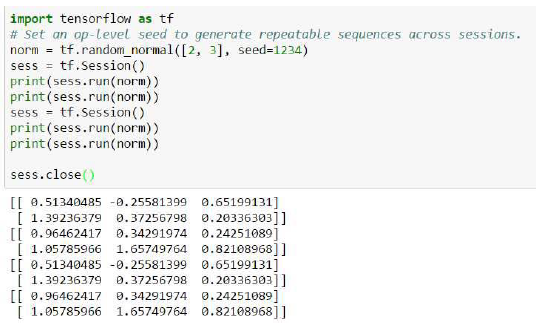 import tensorflow as tf
# Set an op-level seed to generate repeatable sequences across sessions.
norm = tf.random_normal([2, 3], seed=1234)
sess = tf.Session()
print(sess.run(norm))
print(sess.run(norm))
sess = tf.Session()
print(sess.run(norm))
print(sess.run(norm))
sess.close()
[[ 0.51340485 -0.25581399 0.65199131]
[ 1.39236379 0.37256798 0.20336303]]
[[ 0.96462417 0.34291974 0.24251089]
[ 1.05785966 1.65749764 0.82108968]]
[[ 0.51340485 -0.25581399 0.65199131]
[ 1.39236379 0.37256798 0.20336303]]
[[ 0.96462417 0.34291974 0.24251089]
[ 1.05785966 1.65749764 0.82108968]]